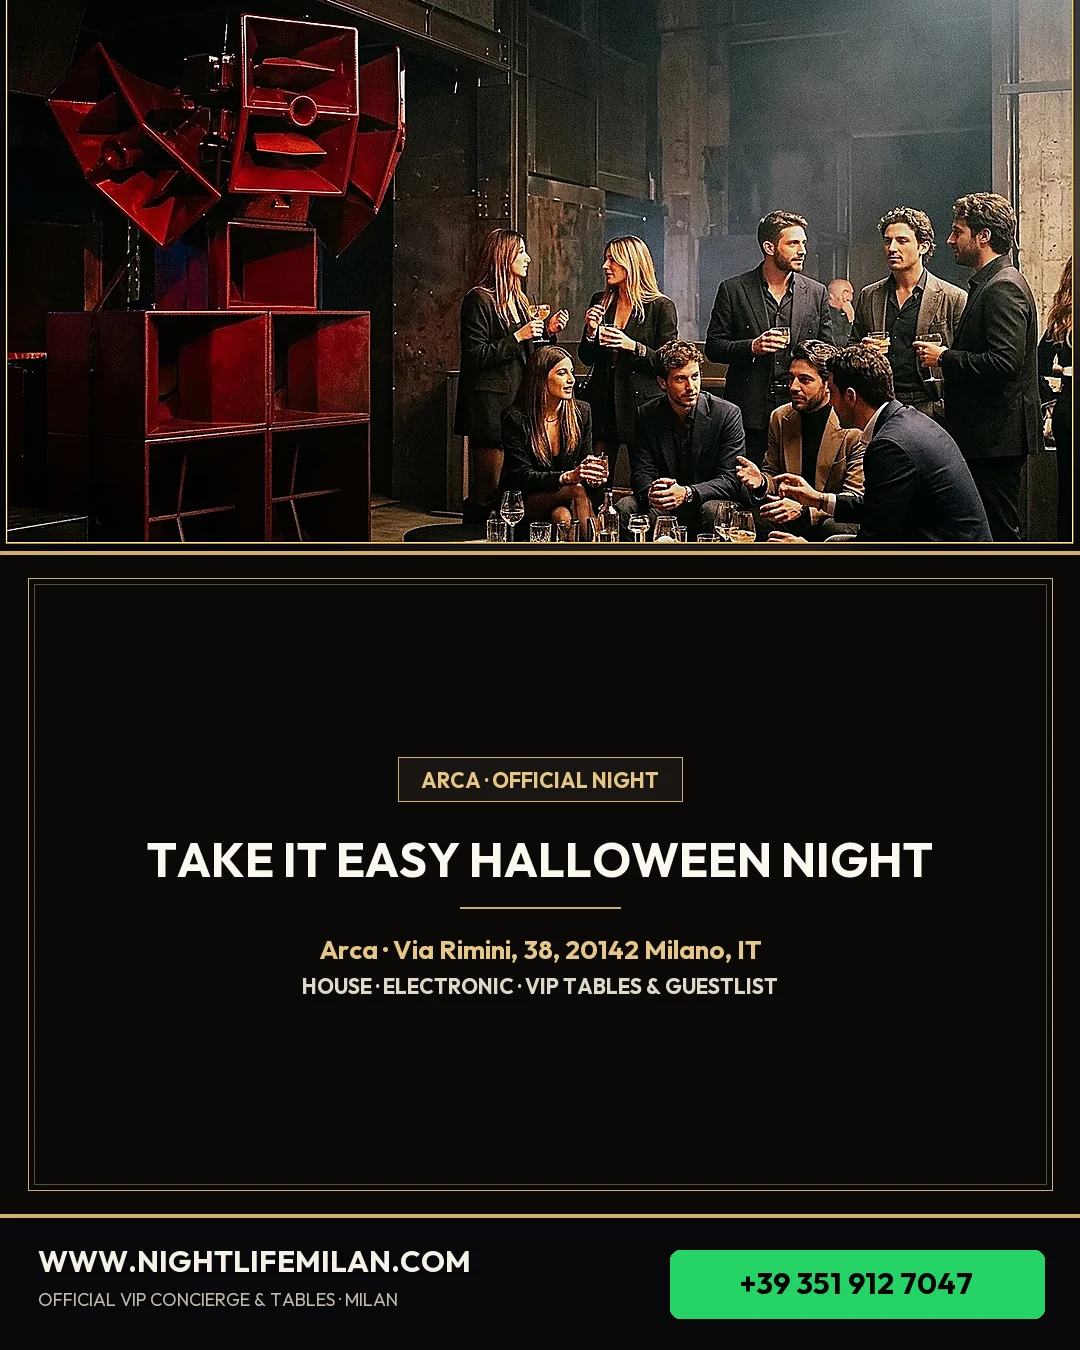 ARCA · OFFICIAL NIGHT
TAKE IT EASY HALLOWEEN NIGHT
Arca · Via Rimini, 38, 20142 Milano, IT
HOUSE · ELECTRONIC · VIP TABLES & GUESTLIST
WWW.NIGHTLIFEMILAN.COM
OFFICIAL VIP CONCIERGE & TABLES · MILAN
+39 351 912 7047